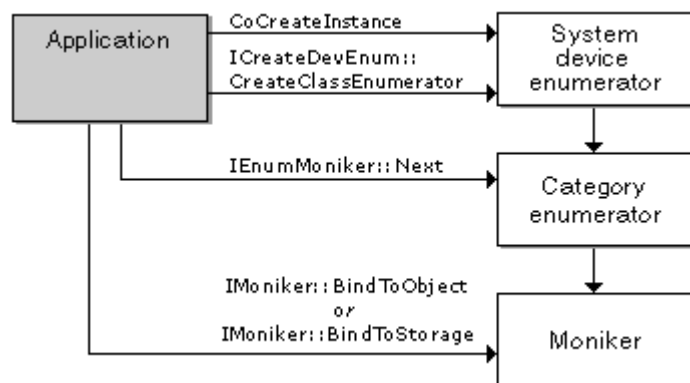 Application
CoCreateInstance
ICreateDevEnum::
CreateClassEnumerator
System
device
enumerator
IEnumMoniker::Next
Category
enumerator
IMoniker::BindToObject
or
IMoniker::BindToStorage
Moniker